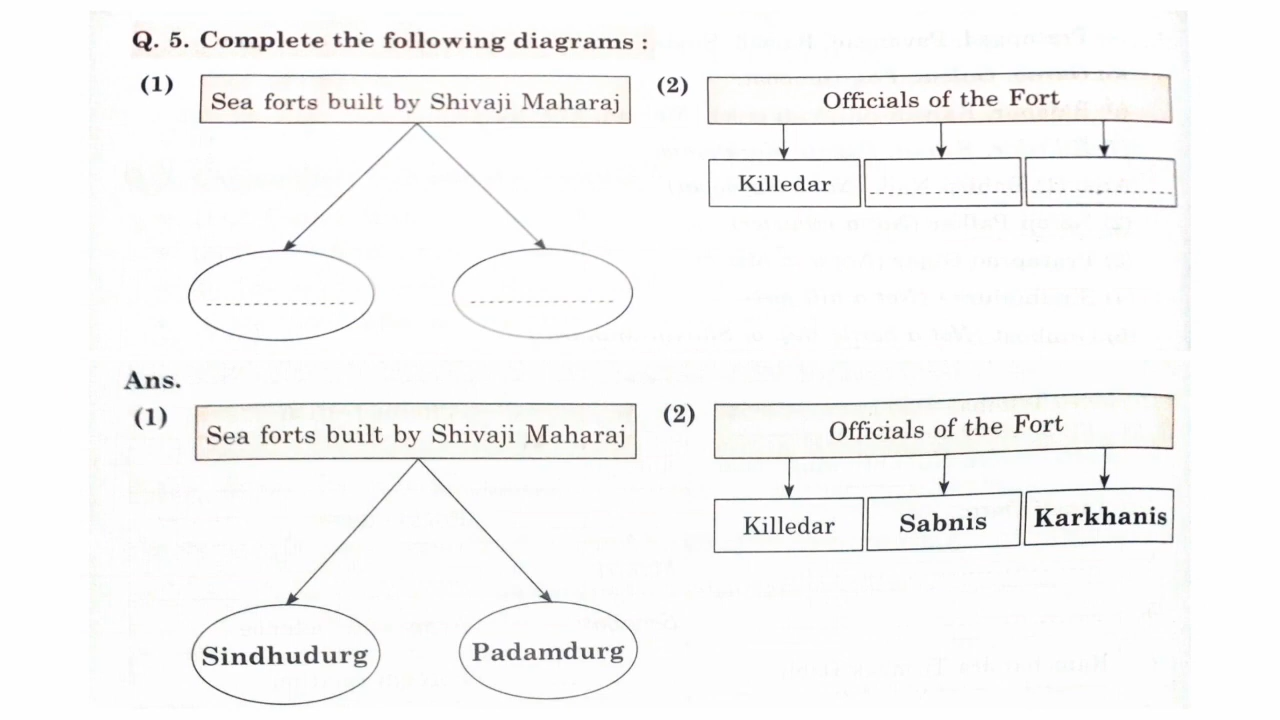 Q. 5. Complete the following diagrams :
(1)
Sea forts built by Shivaji Maharaj
(2)
Officials of the Fort
Killedar
Ans.
(1)
Sea forts built by Shivaji Maharaj
Sindhudurg
Padamdurg
(2)
Officials of the Fort
Killedar
Sabnis
Karkhanis